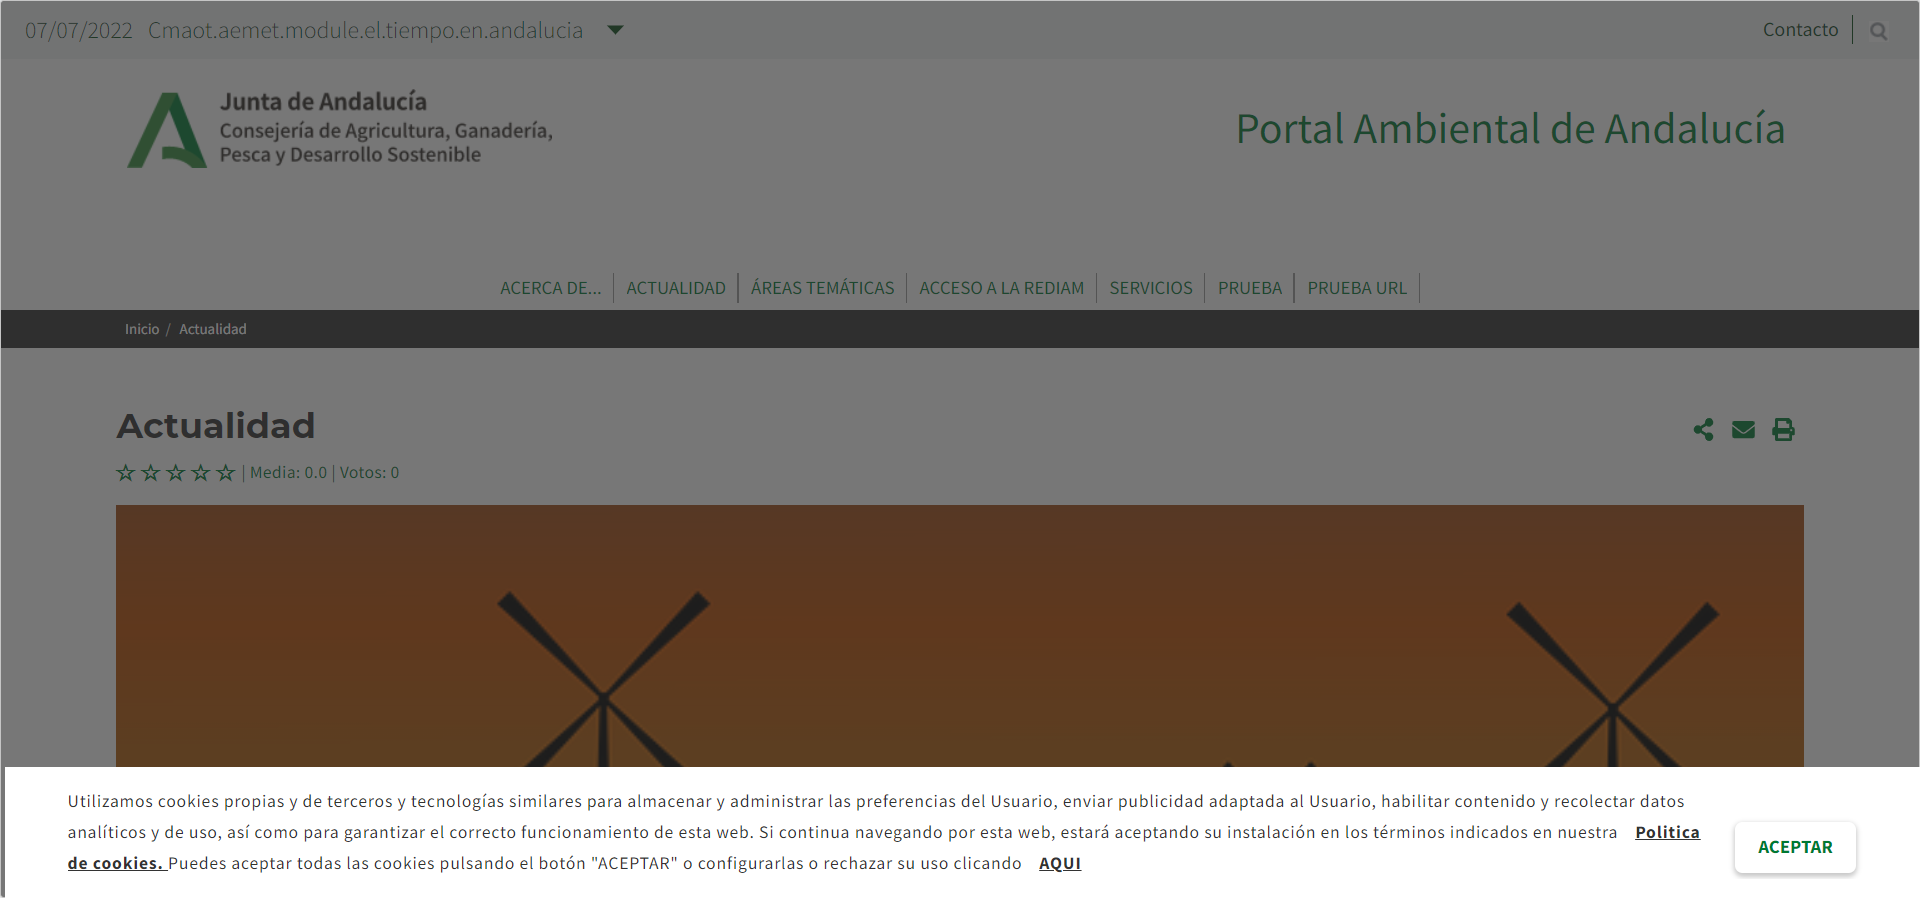 07/07/2022 Cmaot.aemet.module.el.tiempo.en.andalucia
Contacto
Junta de Andalucía
Consejería de Agricultura, Ganadería,
Pesca y Desarrollo Sostenible
Portal Ambiental de Andalucía
ACERCA DE... ACTUALIDAD ÁREAS TEMÁTICAS ACCESO A LA REDIAM SERVICIOS PRUEBA PRUEBA URL
Inicio / Actualidad
Actualidad
| Media: 0.0 | Votos: 0
Utilizamos cookies propias y de terceros y tecnologías similares para almacenar y administrar las preferencias del Usuario, enviar publicidad adaptada al Usuario, habilitar contenido y recolectar datos
analíticos y de uso, así como para garantizar el correcto funcionamiento de esta web. Si continua navegando por esta web, estará aceptando su instalación en los términos indicados en nuestra Politica
de cookies. Puedes aceptar todas las cookies pulsando el botón "ACEPTAR" o configurarlas o rechazar su uso clicando AQUI
ACEPTAR